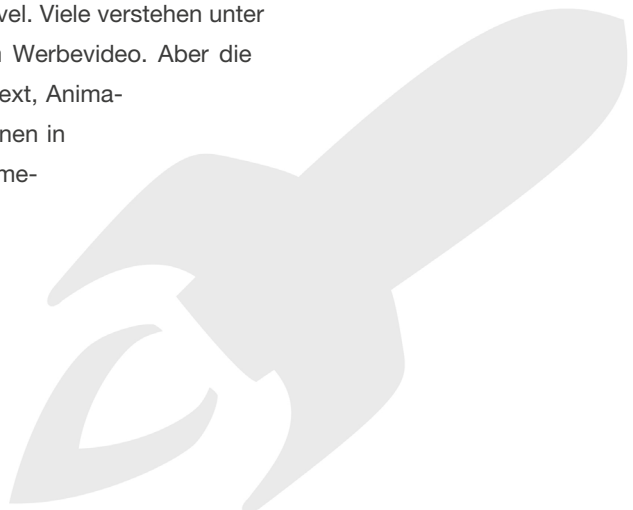 vel. Viele verstehen unter
Werbevideo. Aber die
ext, Anima-
nen in
me-